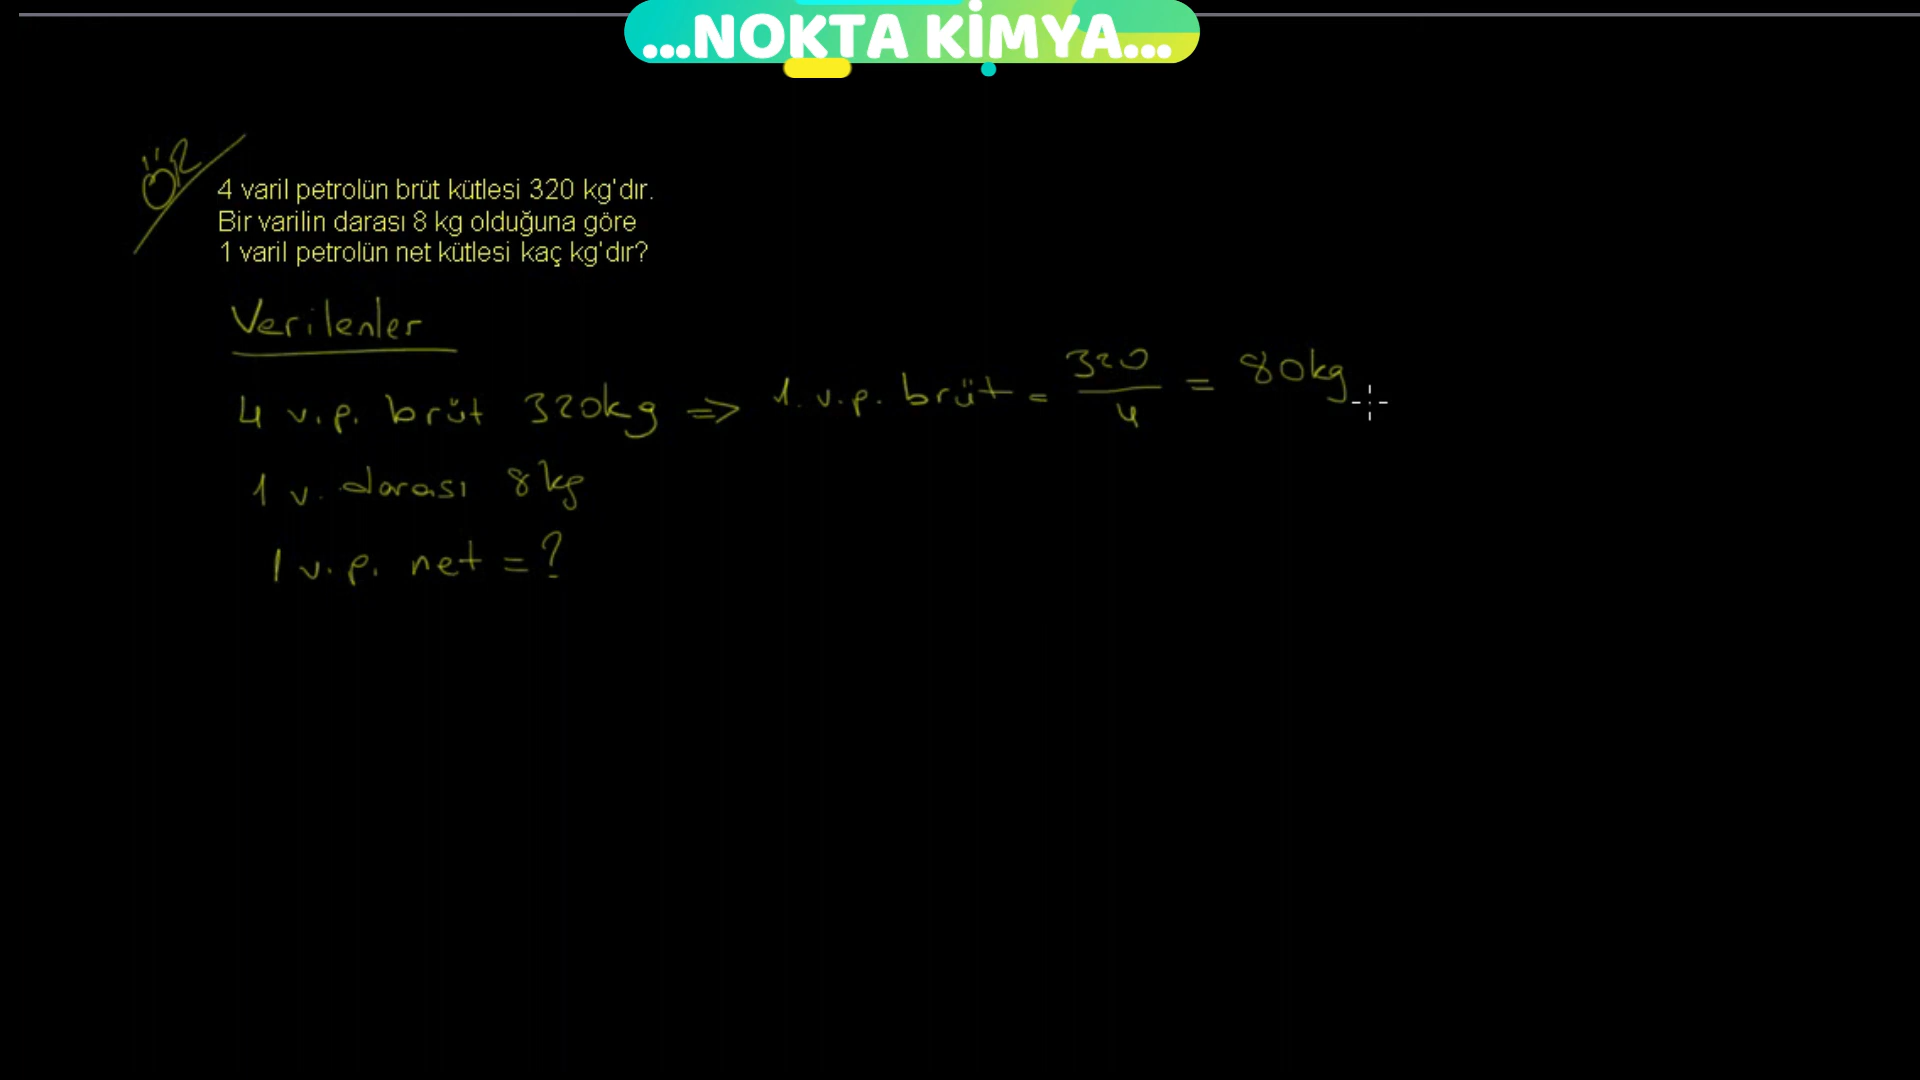 ...NOKTA KİMYA...
ÖR
4 varil petrolün brüt kütlesi 320 kg'dır.
Bir varilin darası 8 kg olduğuna göre
1 varil petrolün net kütlesi kaç kg'dır?
Verilenler
4 v.p. brüt 320kg => 1. v.p. brüt = 320/4 = 80kg
1 v. darası 8kg
1 v.p. net = ?